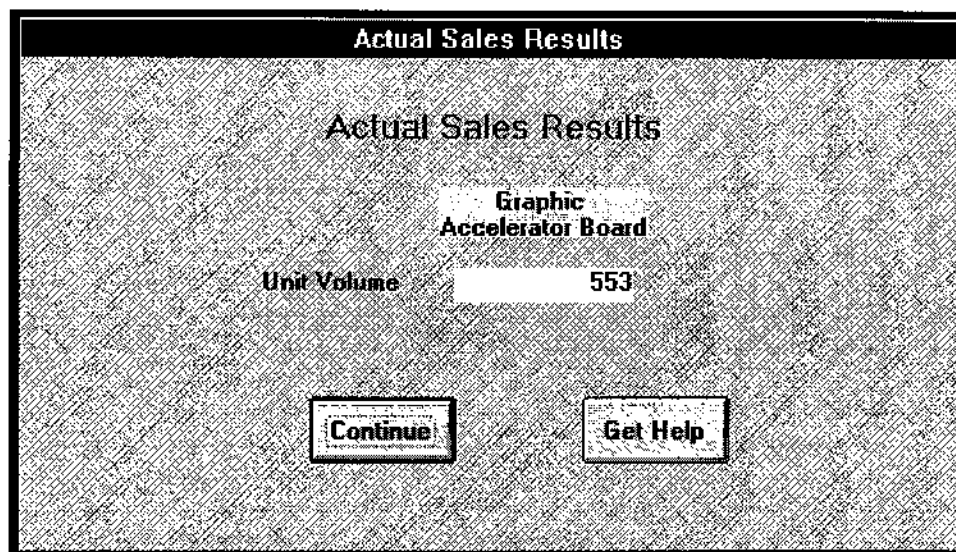 Actual Sales Results
Actual Sales Results
Graphic
Accelerator Board
Unit Volume 553
Continue Get Help